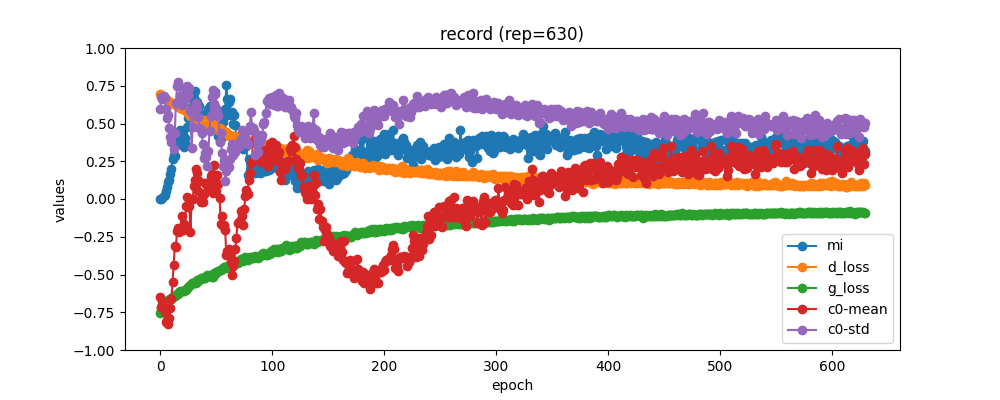 record (rep=630)
1.00
0.75
0.50
0.25
0.00
−0.25
−0.50
−0.75
−1.00
values
0 100 200 300 400 500 600
epoch
mi
d_loss
g_loss
c0-mean
c0-std